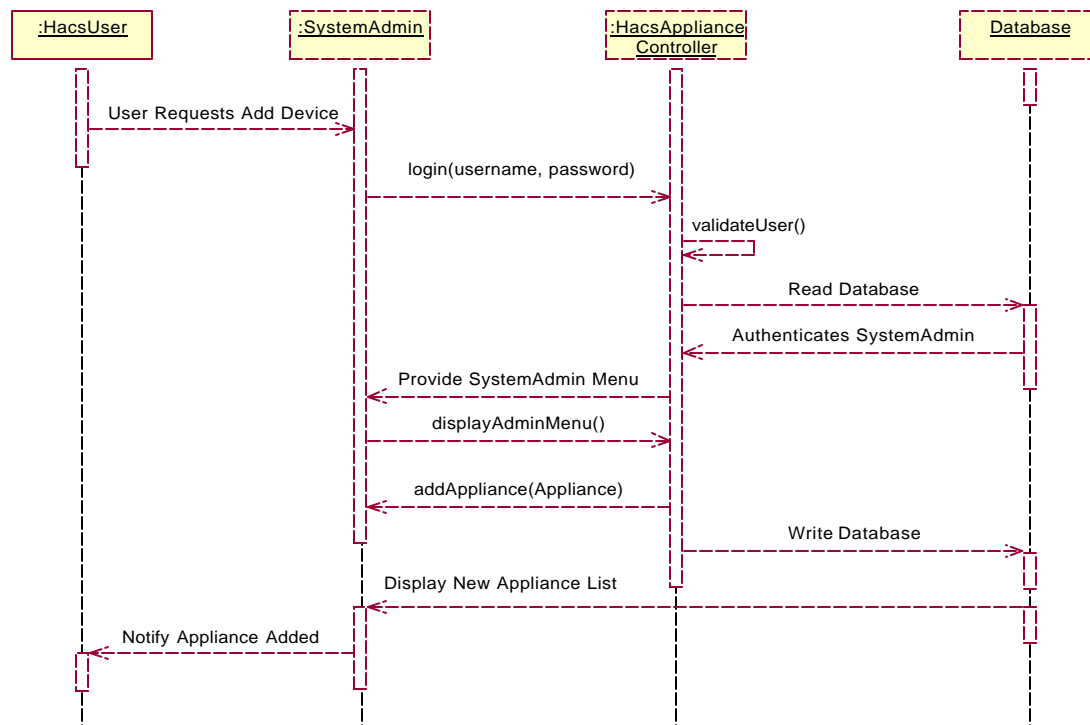 :HacsUser
:SystemAdmin
:HacsAppliance
Controller
Database
User Requests Add Device
login(username, password)
validateUser()
Read Database
Authenticates SystemAdmin
Provide SystemAdmin Menu
displayAdminMenu()
addAppliance(Appliance)
Write Database
Display New Appliance List
Notify Appliance Added